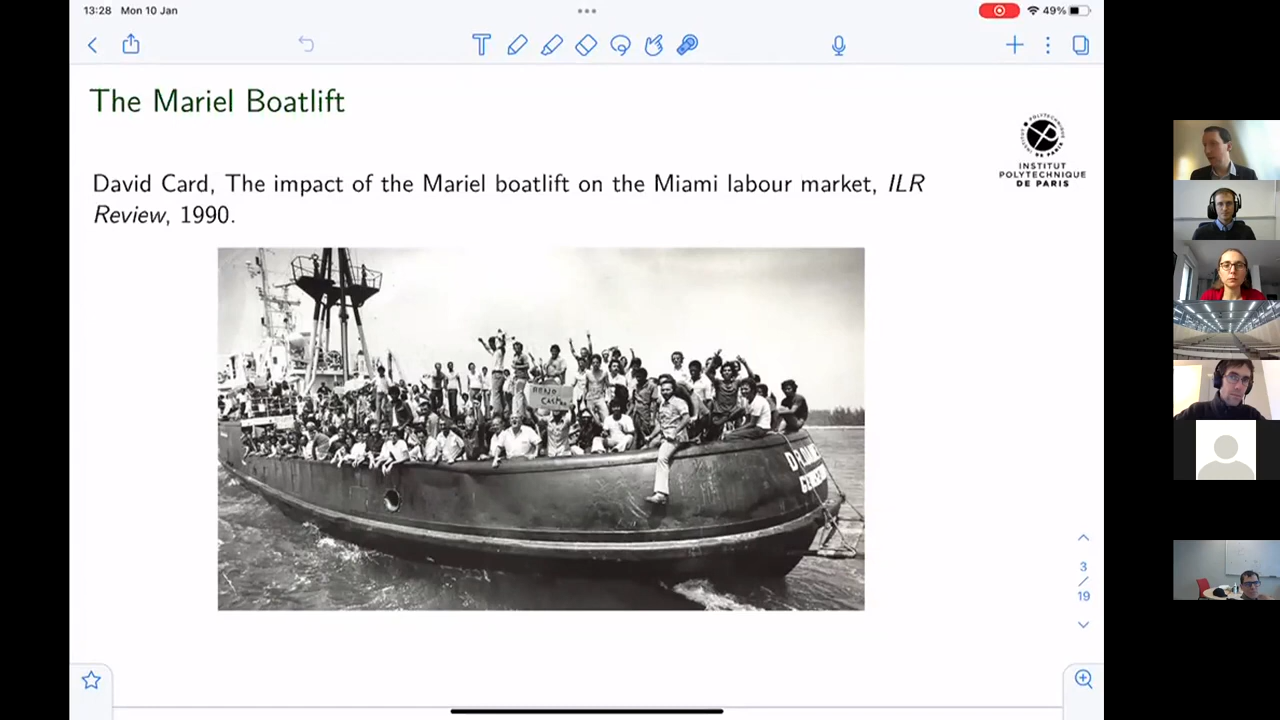 13:28 Mon 10 Jan
49%
The Mariel Boatlift
INSTITUT
POLYTECHNIQUE
DE PARIS
David Card, The impact of the Mariel boatlift on the Miami labour market, ILR
Review, 1990.
3
/
19